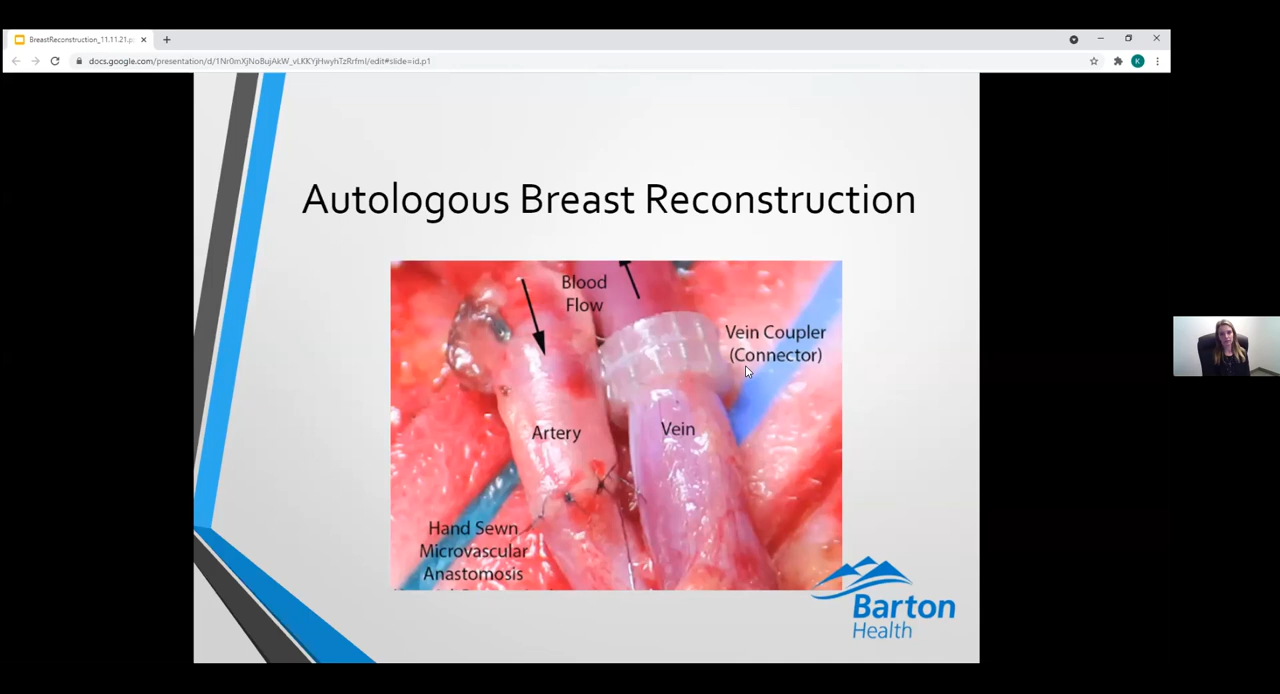 BreastReconstruction_11.11.21.p
docs.google.com/presentation/d/1Nr0mXjNoBujAkW_vLKKYjHwyhTzRrfmI/edit#slide=id.p1
K
Autologous Breast Reconstruction
Blood
Flow
Vein Coupler
(Connector)
Artery
Vein
Hand Sewn
Microvascular
Anastomosis
Barton
Health